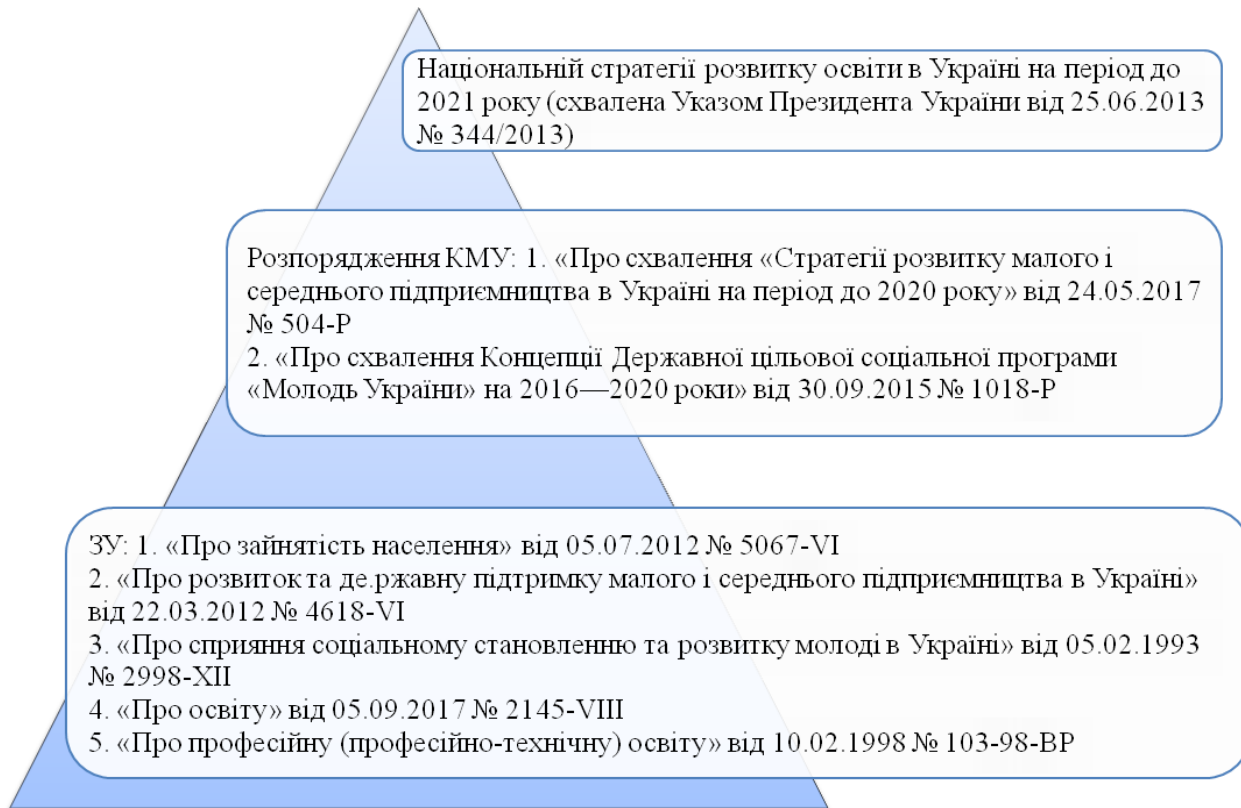 Національній стратегії розвитку освіти в Україні на період до
2021 року (схвалена Указом Президента України від 25.06.2013
№ 344/2013)
Розпорядження КМУ: 1. «Про схвалення «Стратегії розвитку малого і
середнього підприємництва в Україні на період до 2020 року» від 24.05.2017
№ 504-Р
2. «Про схвалення Концепції Державної цільової соціальної програми
«Молодь України» на 2016—2020 роки» від 30.09.2015 № 1018-Р
ЗУ: 1. «Про зайнятість населення» від 05.07.2012 № 5067-VI
2. «Про розвиток та де.ржавну підтримку малого і середнього підприємництва в Україні»
від 22.03.2012 № 4618-VI
3. «Про сприяння соціальному становленню та розвитку молоді в Україні» від 05.02.1993
№ 2998-XII
4. «Про освіту» від 05.09.2017 № 2145-VIII
5. «Про професійну (професійно-технічну) освіту» від 10.02.1998 № 103-98-ВР